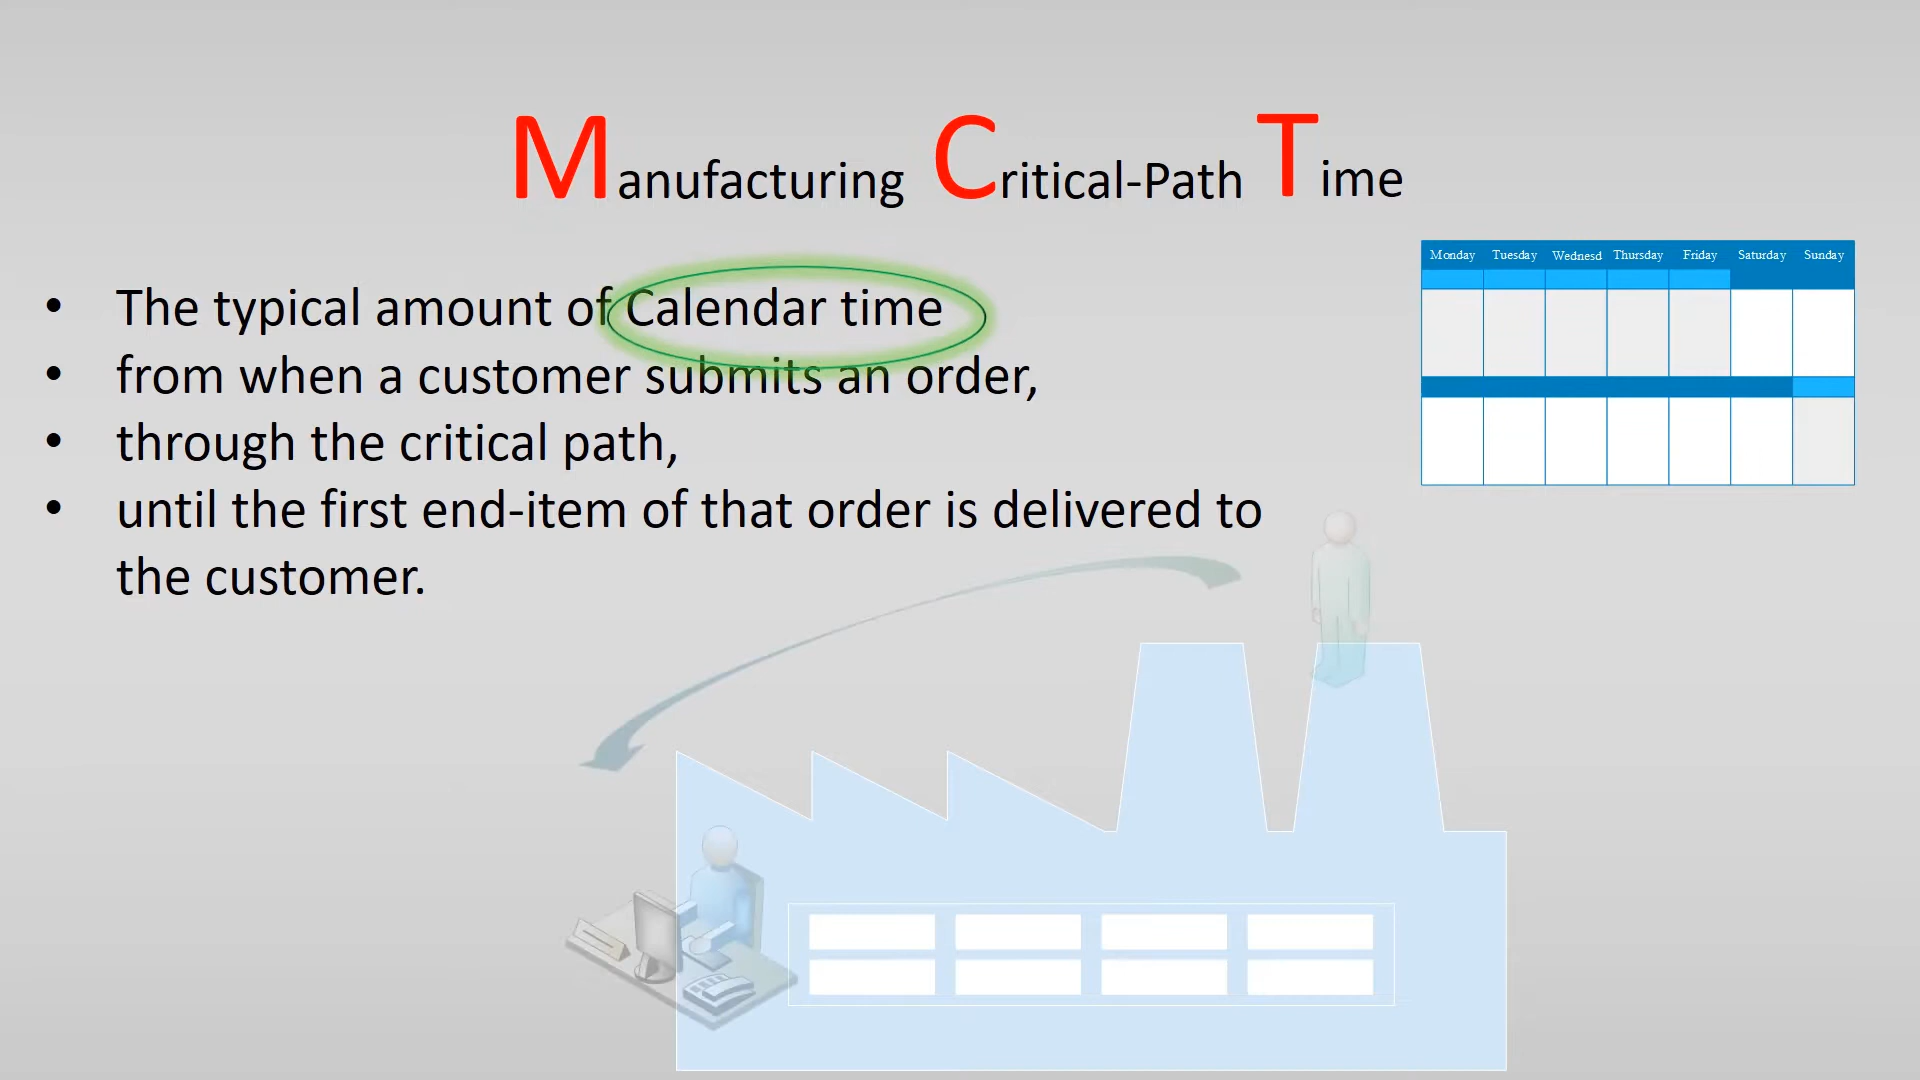 Manufacturing Critical-Path Time
Monday Tuesday Wednesd Thursday Friday Saturday Sunday
• The typical amount of Calendar time
• from when a customer submits an order,
• through the critical path,
• until the first end-item of that order is delivered to
the customer.